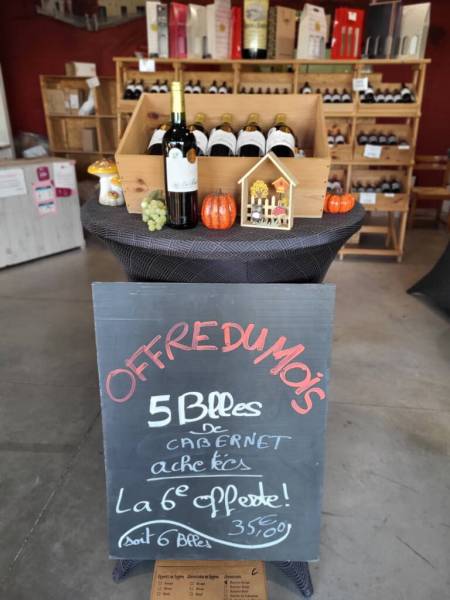 OFFRE DU MOIS
5 Blles
de
CABERNET
achetées
La 6e offerte!
35,00€
soit 6 Blles